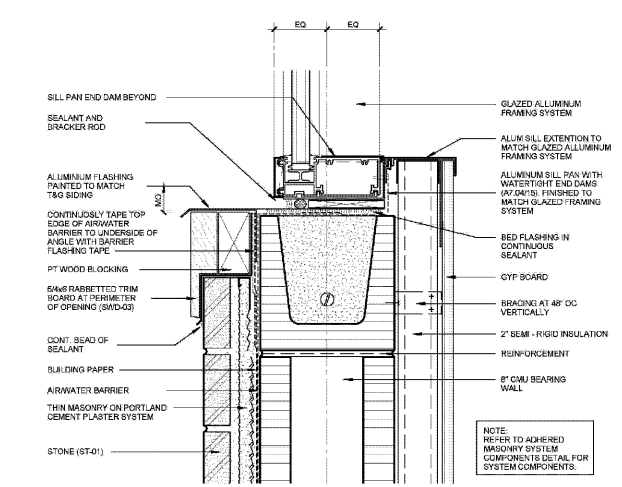 EQ EQ
SILL PAN END DAM BEYOND
SEALANT AND
BRACKER ROD
ALUMINIUM FLASHING
PAINTED TO MATCH
T&G SIDING
MO
CONTINUOSLY TAPE TOP
EDGE OF AIR/WATER
BARRIER TO UNDERSIDE OF
ANGLE WITH BARRIER
FLASHING TAPE
PT WOOD BLOCKING
5/4x6 RABBETTED TRIM
BOARD AT PERIMETER
OF OPENING (SWD-03)
CONT. BEAD OF
SEALANT
BUILDING PAPER
AIR/WATER BARRIER
THIN MASONRY ON PORTLAND
CEMENT PLASTER SYSTEM
STONE (ST-01)
GLAZED ALLUMINUM
FRAMING SYSTEM
ALUM SILL EXTENTION TO
MATCH GLAZED ALLUMINUM
FRAMING SYSTEM
ALUMINUM SILL PAN WITH
WATERTIGHT END DAMS
(A7.04/15). FINISHED TO
MATCH GLAZED FRAMING
SYSTEM
BED FLASHING IN
CONTINUOUS
SEALANT
GYP BOARD
BRACING AT 48" OC
VERTICALLY
2" SEMI - RIGID INSULATION
REINFORCEMENT
8" CMU BEARING
WALL
NOTE:
REFER TO ADHERED
MASONRY SYSTEM
COMPONENTS DETAIL FOR
SYSTEM COMPONENTS.